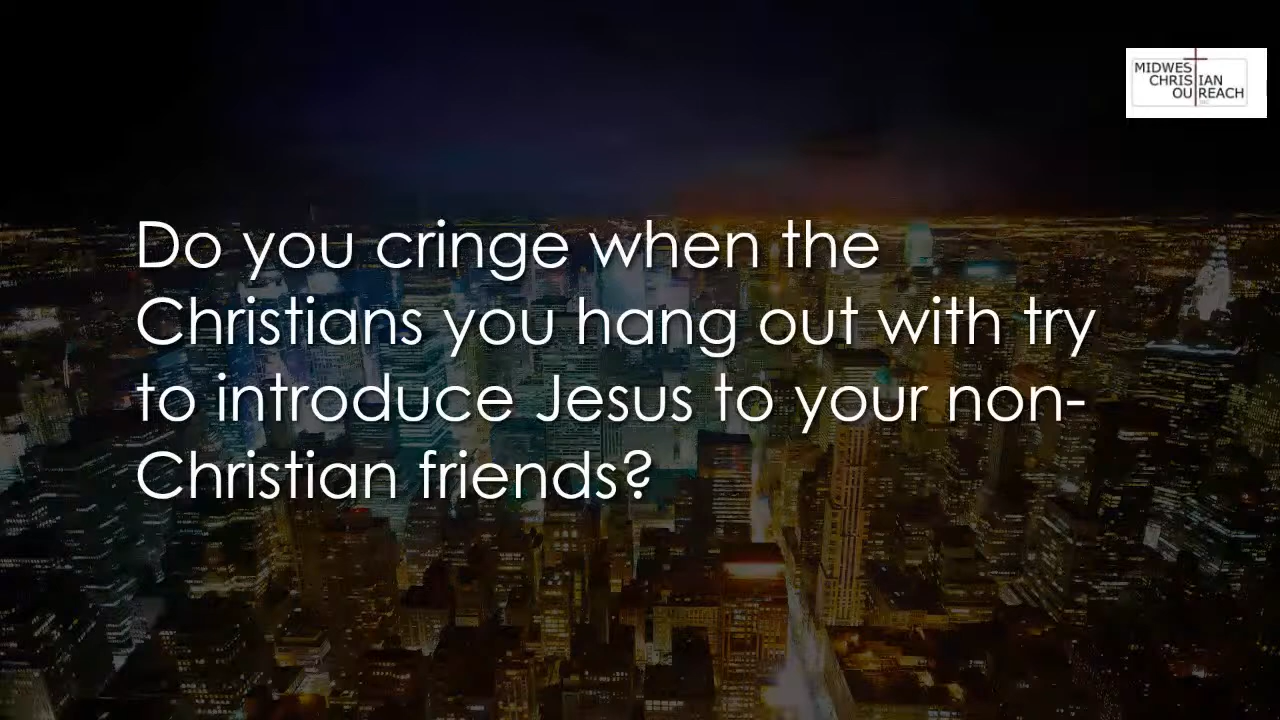 MIDWEST
CHRISTIAN
OUTREACH
Do you cringe when the
Christians you hang out with try
to introduce Jesus to your non-
Christian friends?